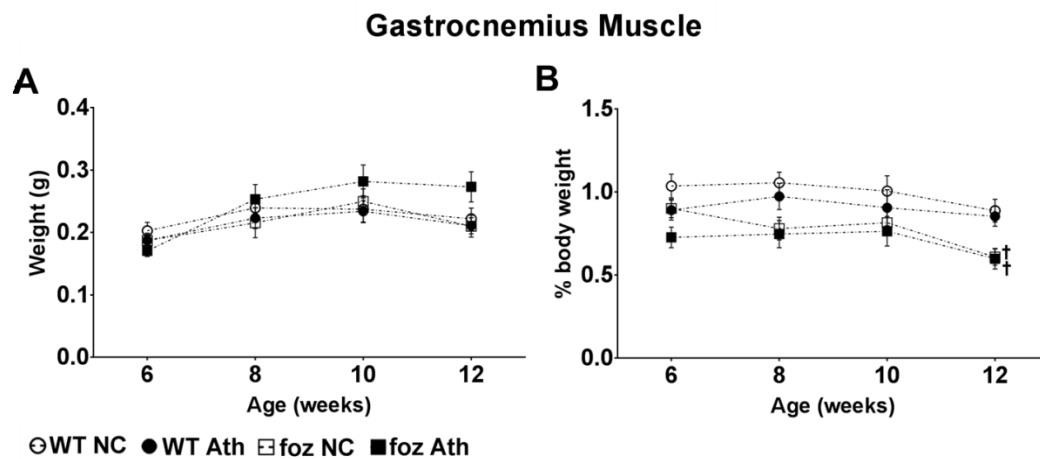 Gastrocnemius Muscle
A
B
Weight (g)
0.4
0.3
0.2
0.1
0.0
6 8 10 12
Age (weeks)
% body weight
1.5
1.0
0.5
0.0
†
†
6 8 10 12
Age (weeks)
WT NC WT Ath foz NC foz Ath